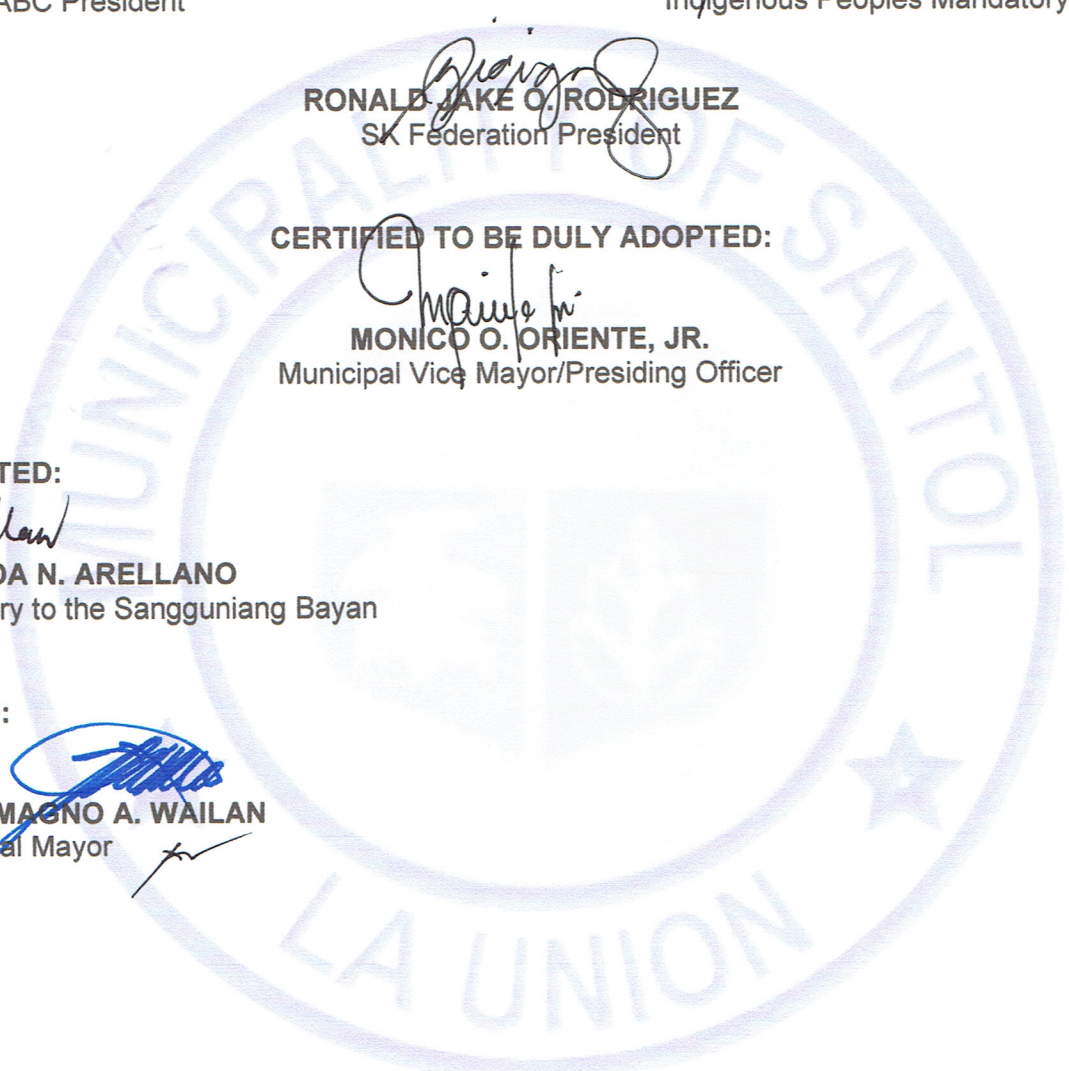 ABC President
Indigenous Peoples Mandatory
RONALD JAKE O. RODRIGUEZ
SK Federation President
CERTIFIED TO BE DULY ADOPTED:
MONICO O. ORIENTE, JR.
Municipal Vice Mayor/Presiding Officer
TED:
DA N. ARELLANO
ry to the Sangguniang Bayan
:
MAGNO A. WAILAN
al Mayor
MUNICIPALITY OF SANTOL
LA UNION